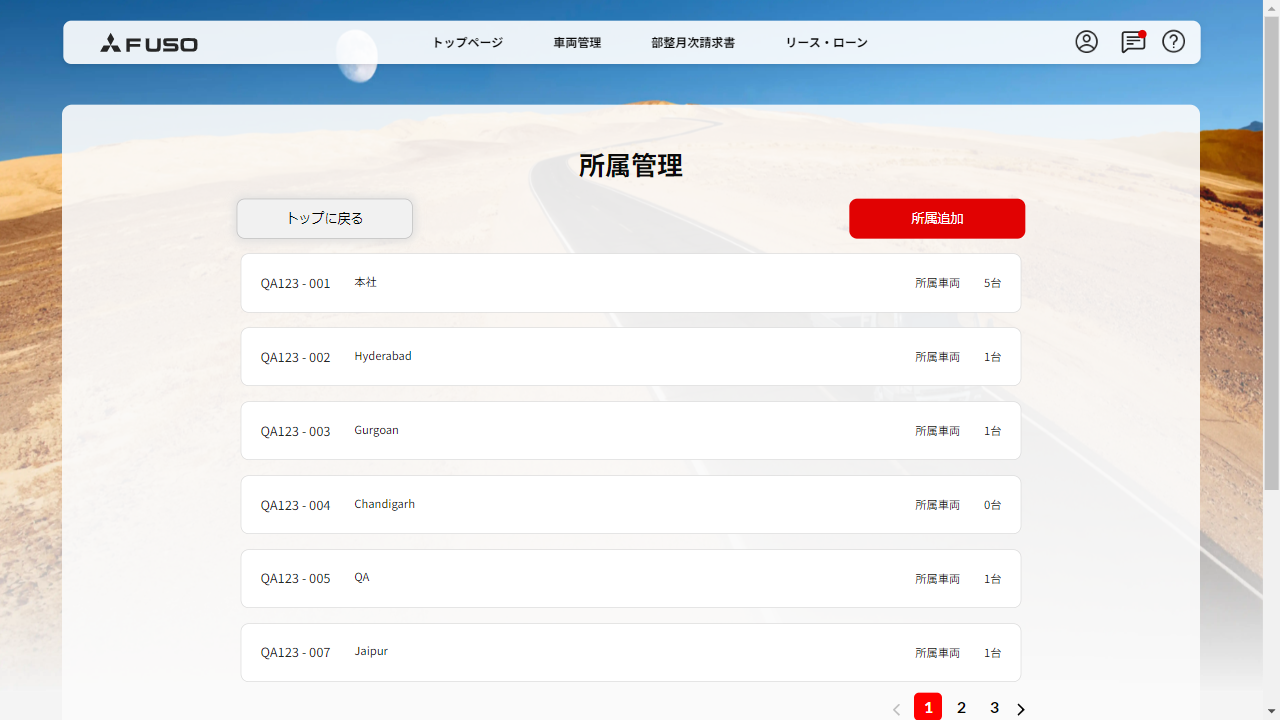 FUSO トップページ 車両管理 部整月次請求書 リース・ローン
所属管理
トップに戻る 所属追加
QA123 - 001 本社 所属車両 5台
QA123 - 002 Hyderabad 所属車両 1台
QA123 - 003 Gurgoan 所属車両 1台
QA123 - 004 Chandigarh 所属車両 0台
QA123 - 005 QA 所属車両 1台
QA123 - 007 Jaipur 所属車両 1台
1 2 3